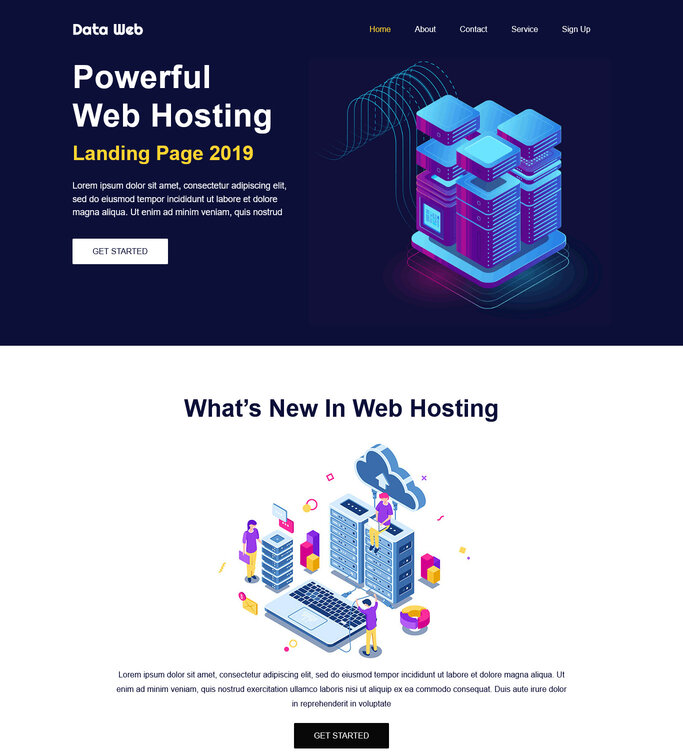 Data Web
Home About Contact Service Sign Up
Powerful
Web Hosting
Landing Page 2019
Lorem ipsum dolor sit amet, consectetur adipiscing elit,
sed do eiusmod tempor incididunt ut labore et dolore
magna aliqua. Ut enim ad minim veniam, quis nostrud
GET STARTED
What’s New In Web Hosting
Lorem ipsum dolor sit amet, consectetur adipiscing elit, sed do eiusmod tempor incididunt ut labore et dolore magna aliqua. Ut
enim ad minim veniam, quis nostrud exercitation ullamco laboris nisi ut aliquip ex ea commodo consequat. Duis aute irure dolor
in reprehenderit in voluptate
GET STARTED